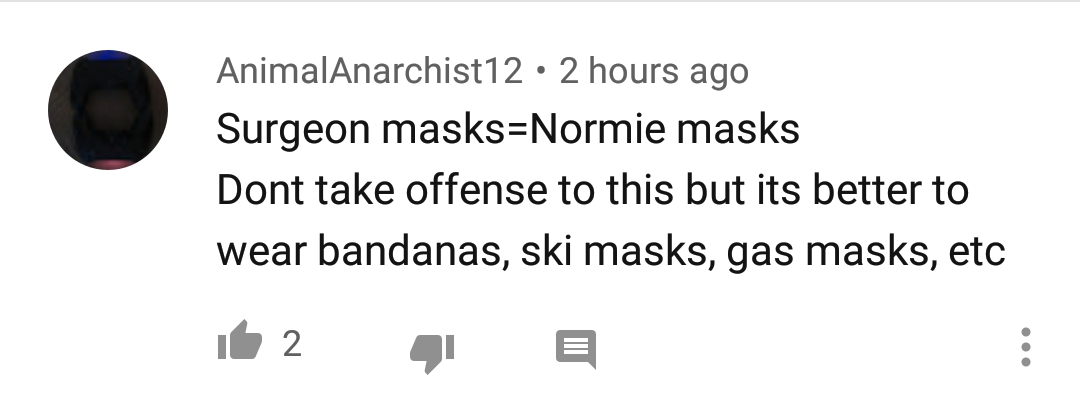 AnimalAnarchist12 • 2 hours ago
Surgeon masks=Normie masks
Dont take offense to this but its better to
wear bandanas, ski masks, gas masks, etc
2